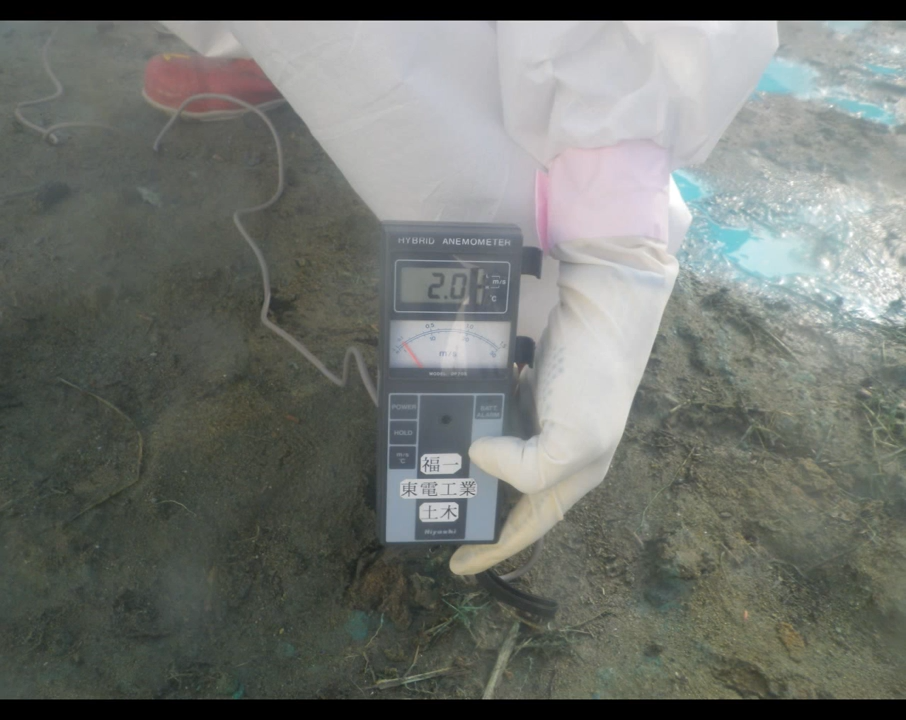 HYBRID ANEMOMETER
2.01 m/s
°C
m/s
POWER
BATT. ALARM
HOLD
m/s
°C
福一
東電工業
土木